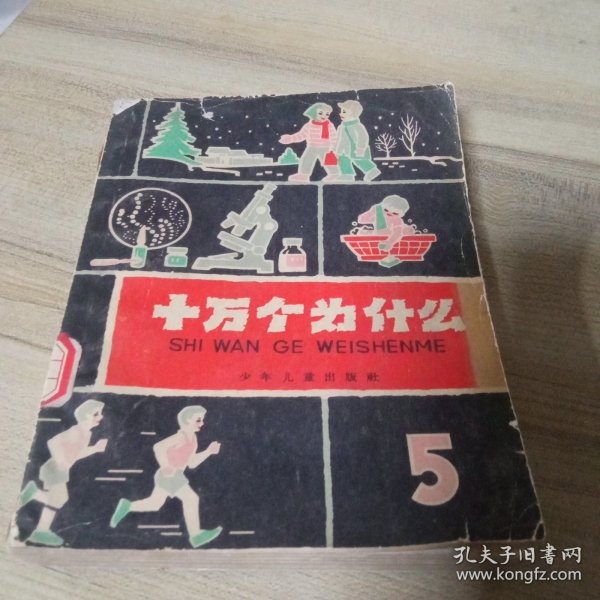 十万个为什么
SHI WAN GE WEISHENME
少年儿童出版社
5
孔夫子旧书网
www.kongfz.com